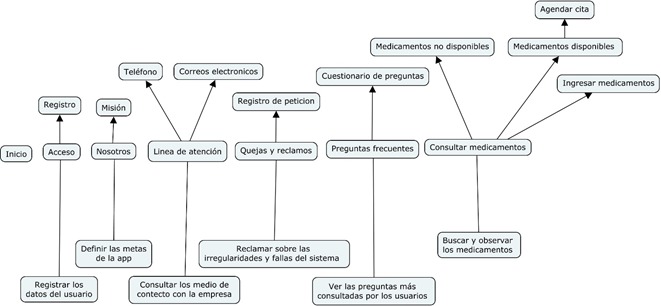 Agendar cita
Medicamentos no disponibles
Medicamentos disponibles
Teléfono
Correos electronicos
Cuestionario de preguntas
Ingresar medicamentos
Registro
Misión
Registro de peticion
Inicio
Acceso
Nosotros
Linea de atención
Quejas y reclamos
Preguntas frecuentes
Consultar medicamentos
Definir las metas
de la app
Reclamar sobre las
irregularidades y fallas del sistema
Buscar y observar
los medicamentos
Registrar los
datos del usuario
Consultar los medio de
contecto con la empresa
Ver las preguntas más
consultadas por los usuarios